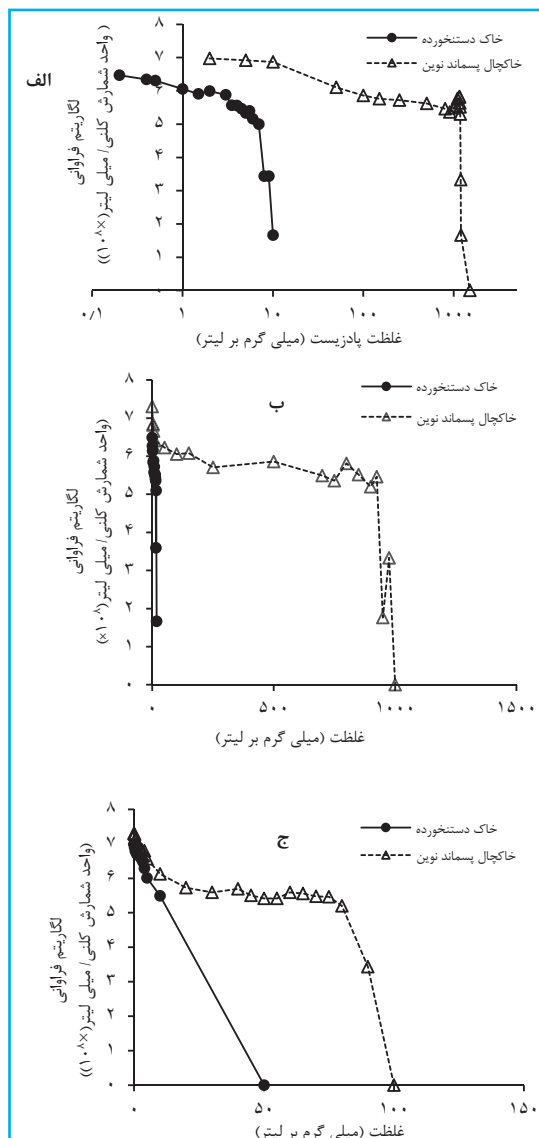 الف
خاک دستنخورده
خاکچال پسماند نوین
لگاریتم فراوانی
(واحد شمارش کلنی/ میلی لیتر(×۱۰^۸))
۸
۷
۶
۵
۴
۳
۲
۱
۰
۰/۱
۱
۱۰
۱۰۰
۱۰۰۰
غلظت پادزیست (میلی گرم بر لیتر)
ب
خاک دستنخورده
خاکچال پسماند نوین
لگاریتم فراوانی
(واحد شمارش کلنی/ میلی لیتر)
(×۱۰^۸)
۸
۷
۶
۵
۴
۳
۲
۱
۰
۰
۵۰۰
۱۰۰۰
۱۵۰۰
غلظت (میلی گرم بر لیتر)
ج
خاک دستنخورده
خاکچال پسماند نوین
لگاریتم فراوانی
(واحد شمارش کلنی/ میلی لیتر(×۱۰^۸))
۸
۷
۶
۵
۴
۳
۲
۱
۰
۰
۵۰
۱۰۰
۱۵۰
غلظت (میلی گرم بر لیتر)